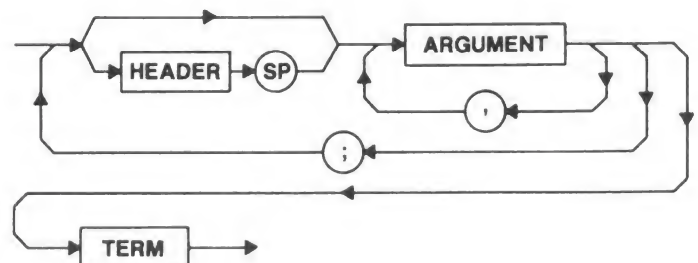 HEADER SP ARGUMENT
,
;
TERM